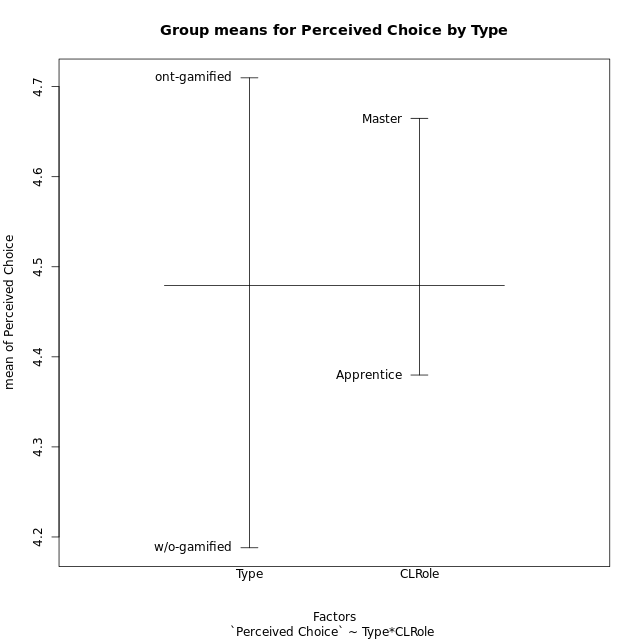 Group means for Perceived Choice by Type
mean of Perceived Choice
4.7
4.6
4.5
4.4
4.3
4.2
ont-gamified
Master
Apprentice
w/o-gamified
Type
CLRole
Factors
`Perceived Choice` ~ Type*CLRole